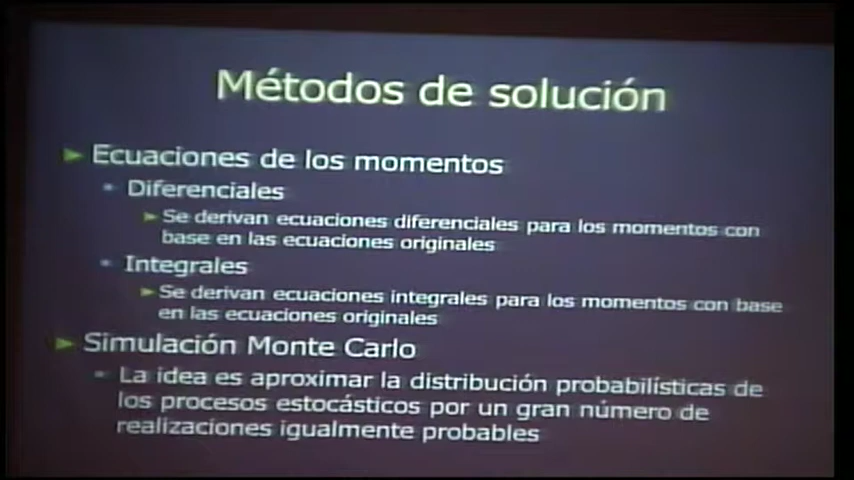 Métodos de solución
Ecuaciones de los momentos
Diferenciales
Se derivan ecuaciones diferenciales para los momentos con
base en las ecuaciones originales
Integrales
Se derivan ecuaciones integrales para los momentos con base
en las ecuaciones originales
Simulación Monte Carlo
La idea es aproximar la distribución probabilísticas de
los procesos estocásticos por un gran número de
realizaciones igualmente probables